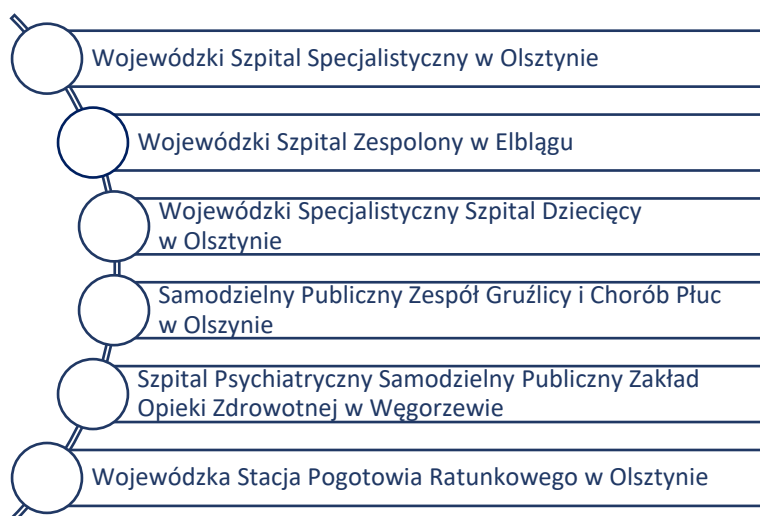 Wojewódzki Szpital Specjalistyczny w Olsztynie
Wojewódzki Szpital Zespolony w Elblągu
Wojewódzki Specjalistyczny Szpital Dziecięcy
w Olsztynie
Samodzielny Publiczny Zespół Gruźlicy i Chorób Płuc
w Olszynie
Szpital Psychiatryczny Samodzielny Publiczny Zakład
Opieki Zdrowotnej w Węgorzewie
Wojewódzka Stacja Pogotowia Ratunkowego w Olsztynie